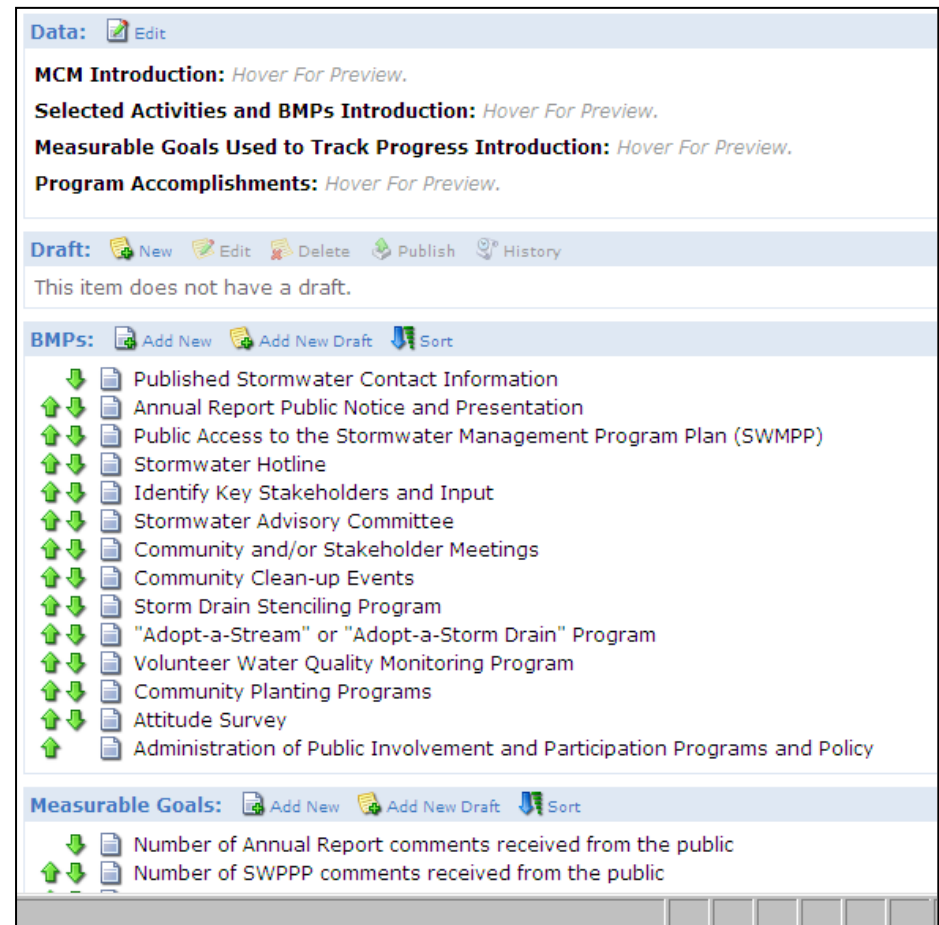 Data: Edit
MCM Introduction: Hover For Preview.
Selected Activities and BMPs Introduction: Hover For Preview.
Measurable Goals Used to Track Progress Introduction: Hover For Preview.
Program Accomplishments: Hover For Preview.
Draft: New Edit Delete Publish History
This item does not have a draft.
BMPs: Add New Add New Draft Sort
Published Stormwater Contact Information
Annual Report Public Notice and Presentation
Public Access to the Stormwater Management Program Plan (SWMPP)
Stormwater Hotline
Identify Key Stakeholders and Input
Stormwater Advisory Committee
Community and/or Stakeholder Meetings
Community Clean-up Events
Storm Drain Stenciling Program
"Adopt-a-Stream" or "Adopt-a-Storm Drain" Program
Volunteer Water Quality Monitoring Program
Community Planting Programs
Attitude Survey
Administration of Public Involvement and Participation Programs and Policy
Measurable Goals: Add New Add New Draft Sort
Number of Annual Report comments received from the public
Number of SWPPP comments received from the public